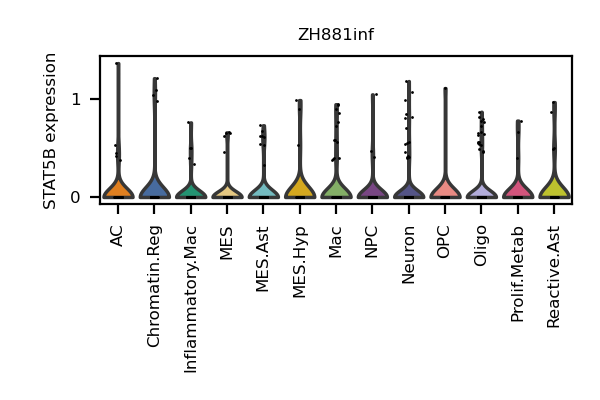 ZH881inf
STAT5B expression
1
0
AC
Chromatin.Reg
Inflammatory.Mac
MES
MES.Ast
MES.Hyp
Mac
NPC
Neuron
OPC
Oligo
Prolif.Metab
Reactive.Ast